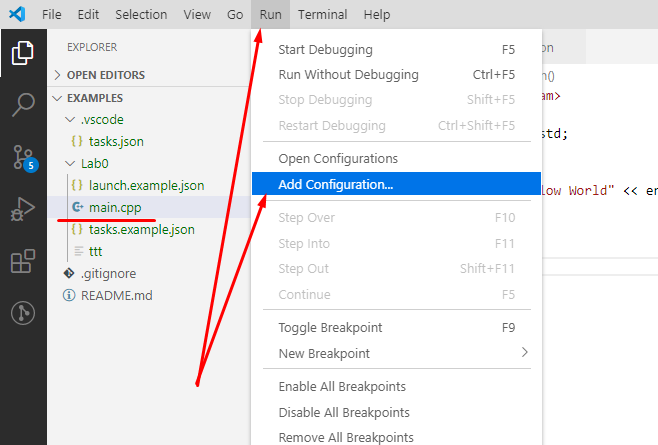 File Edit Selection View Go Run Terminal Help
EXPLORER
OPEN EDITORS
EXAMPLES
.vscode
{} tasks.json
Lab0
{} launch.example.json
main.cpp
{} tasks.example.json
ttt
.gitignore
README.md
5
Start Debugging F5
Run Without Debugging Ctrl+F5
Stop Debugging Shift+F5
Restart Debugging Ctrl+Shift+F5
Open Configurations
Add Configuration...
Step Over F10
Step Into F11
Step Out Shift+F11
Continue F5
Toggle Breakpoint F9
New Breakpoint
Enable All Breakpoints
Disable All Breakpoints
Remove All Breakpoints
on
()
am>
std;
low World" << en